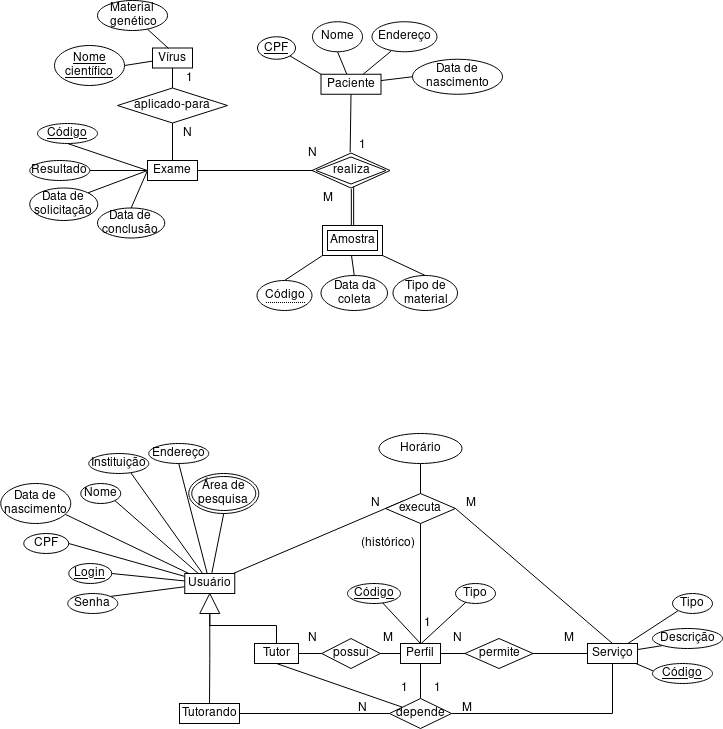 Material
genético
Vírus
Nome
científico
1
aplicado-para
N
Código
Resultado
Exame
Data de
solicitação
Data de
conclusão
CPF
Nome
Endereço
Paciente
Data de
nascimento
N
1
realiza
M
Amostra
Código
Data da
coleta
Tipo de
material
Horário
Endereço
Instituição
Área de
pesquisa
Data de
nascimento
Nome
N
executa
M
CPF
(histórico)
Login
Usuário
Senha
Código
Tipo
1
Tipo
Descrição
Código
Tutor
N
possui
M
Perfil
N
permite
M
Serviço
1
1
Tutorando
N
depende
M